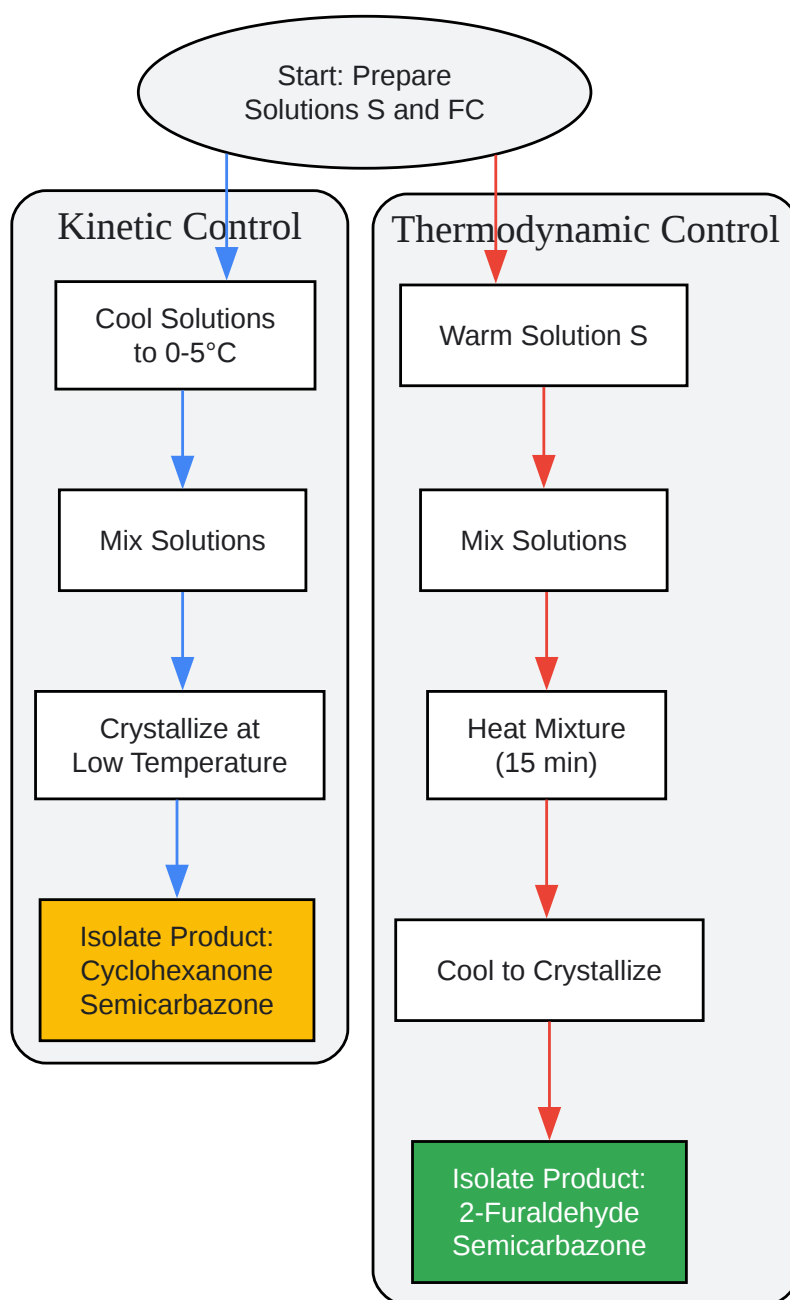 Start: Prepare
Solutions S and FC
Kinetic Control
Cool Solutions
to 0-5°C
Mix Solutions
Crystallize at
Low Temperature
Isolate Product:
Cyclohexanone
Semicarbazone
Thermodynamic Control
Warm Solution S
Mix Solutions
Heat Mixture
(15 min)
Cool to Crystallize
Isolate Product:
2-Furaldehyde
Semicarbazone